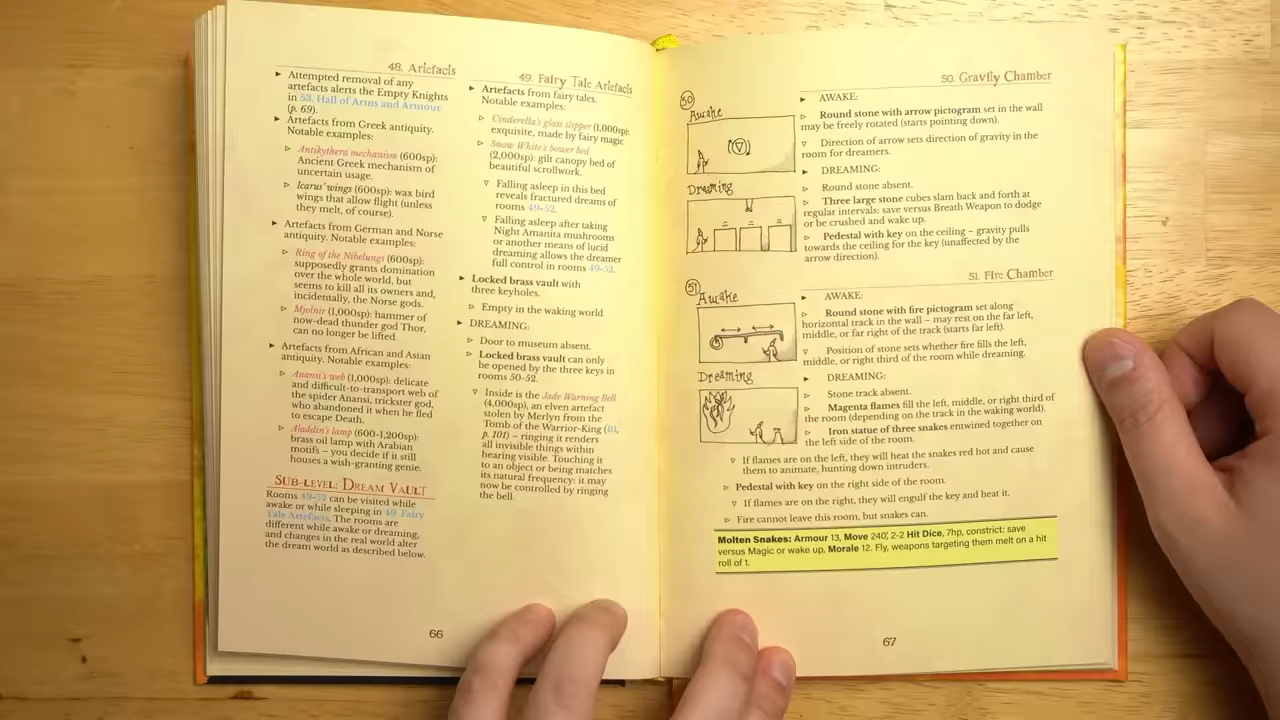 48. Artefacts
▶ Attempted removal of any
artefacts alerts the Empty Knights
in 53. Hall of Arms and Armour
(p. 69).
▶ Artefacts from Greek antiquity.
Notable examples:
▷ Antikythera mechanism (600sp):
Ancient Greek mechanism of
uncertain usage.
▷ Icarus' wings (600sp): wax bird
wings that allow flight (unless
they melt, of course).
▶ Artefacts from German and Norse
antiquity. Notable examples:
▷ Ring of the Nibelungs (600sp):
supposedly grants domination
over the whole world, but
seems to kill all its owners and,
incidentally, the Norse gods.
▷ Mjolnir (1,000sp): hammer of
now-dead thunder god Thor,
can no longer be lifted.
▶ Artefacts from African and Asian
antiquity. Notable examples:
▷ Anansi's web (1,000sp): delicate
and difficult-to-transport web of
the spider Anansi, trickster god,
who abandoned it when he fled
to escape Death.
▷ Aladdin's lamp (600-1,200sp):
brass oil lamp with Arabian
motifs – you decide if it still
houses a wish-granting genie.
Sub-level: Dream Vault
Rooms 49-52 can be visited while
awake or while sleeping in 49. Fairy
Tale Artefacts. The rooms are
different while awake or dreaming,
and changes in the real world alter
the dream world as described below.
49. Fairy Tale Artefacts
▶ Artefacts from fairy tales.
Notable examples:
▷ Cinderella's glass slipper (1,000sp):
exquisite, made by fairy magic
▷ Snow White's bower bed
(2,000sp): gilt canopy bed of
beautiful scrollwork.
▽ Falling asleep in this bed
reveals fractured dreams of
rooms 49-52.
▽ Falling asleep after taking
Night Amanita mushrooms
or another means of lucid
dreaming allows the dreamer
full control in rooms 49-52.
▶ Locked brass vault with
three keyholes.
▷ Empty in the waking world.
▶ DREAMING:
▷ Door to museum absent.
▷ Locked brass vault can only
be opened by the three keys in
rooms 50-52.
▽ Inside is the Jade Warning Bell
(4,000sp), an elven artefact
stolen by Merlyn from the
Tomb of the Warrior-King (B1,
p. 101) – ringing it renders
all invisible things within
hearing visible. Touching it
to an object or being matches
its natural frequency: it may
now be controlled by ringing
the bell.
66
50. Gravity Chamber
50
Awake
Dreaming
▶ AWAKE:
▷ Round stone with arrow pictogram set in the wall
may be freely rotated (starts pointing down).
▽ Direction of arrow sets direction of gravity in the
room for dreamers.
▶ DREAMING:
▷ Round stone absent.
▷ Three large stone cubes slam back and forth at
regular intervals: save versus Breath Weapon to dodge
or be crushed and wake up.
▷ Pedestal with key on the ceiling – gravity pulls
towards the ceiling for the key (unaffected by the
arrow direction).
51. Fire Chamber
51
Awake
Dreaming
▶ AWAKE:
▷ Round stone with fire pictogram set along
horizontal track in the wall – may rest on the far left,
middle, or far right of the track (starts far left).
▽ Position of stone sets whether fire fills the left,
middle, or right third of the room while dreaming.
▶ DREAMING:
▷ Stone track absent.
▷ Magenta flames fill the left, middle, or right third of
the room (depending on the track in the waking world).
▷ Iron statue of three snakes entwined together on
the left side of the room.
▽ If flames are on the left, they will heat the snakes red hot and cause
them to animate, hunting down intruders.
▷ Pedestal with key on the right side of the room.
▽ If flames are on the right, they will engulf the key and heat it.
▷ Fire cannot leave this room, but snakes can.
Molten Snakes: Armour 13, Move 240', 2-2 Hit Dice, 7hp, constrict: save
versus Magic or wake up, Morale 12. Fly, weapons targeting them melt on a hit
roll of 1.
67